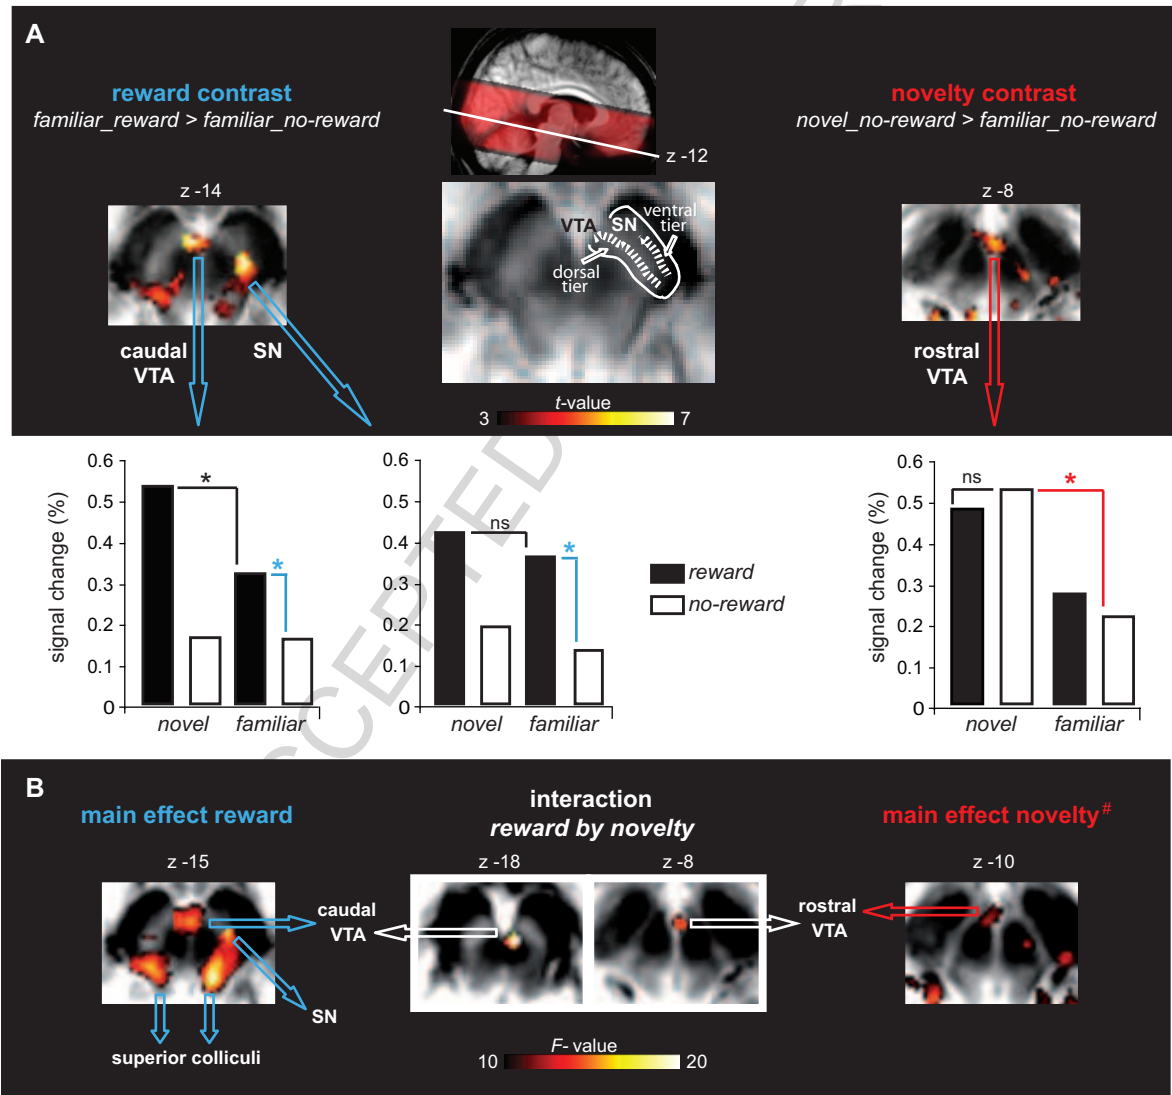 A
reward contrast
familiar_reward > familiar_no-reward
novelty contrast
novel_no-reward > familiar_no-reward
z -12
z -14
z -8
VTA
SN
ventral
tier
dorsal
tier
caudal
VTA
SN
rostral
VTA
t-value
3
7
signal change (%)
0.6
0.5
0.4
0.3
0.2
0.1
0
*
*
novel
familiar
0.6
0.5
0.4
0.3
0.2
0.1
0
ns
*
novel
familiar
reward
no-reward
signal change (%)
0.6
0.5
0.4
0.3
0.2
0.1
0
ns
*
novel
familiar
CCEPTED
B
main effect reward
interaction
reward by novelty
main effect novelty#
z -15
z -18
z -8
z -10
caudal
VTA
rostral
VTA
SN
superior colliculi
F- value
10
20